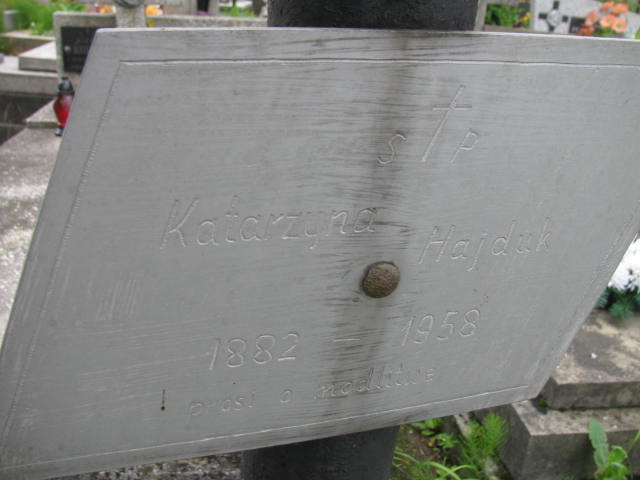 S † P
Katarzyna Hajduk
1882 - 1958
prosi o modlitwę